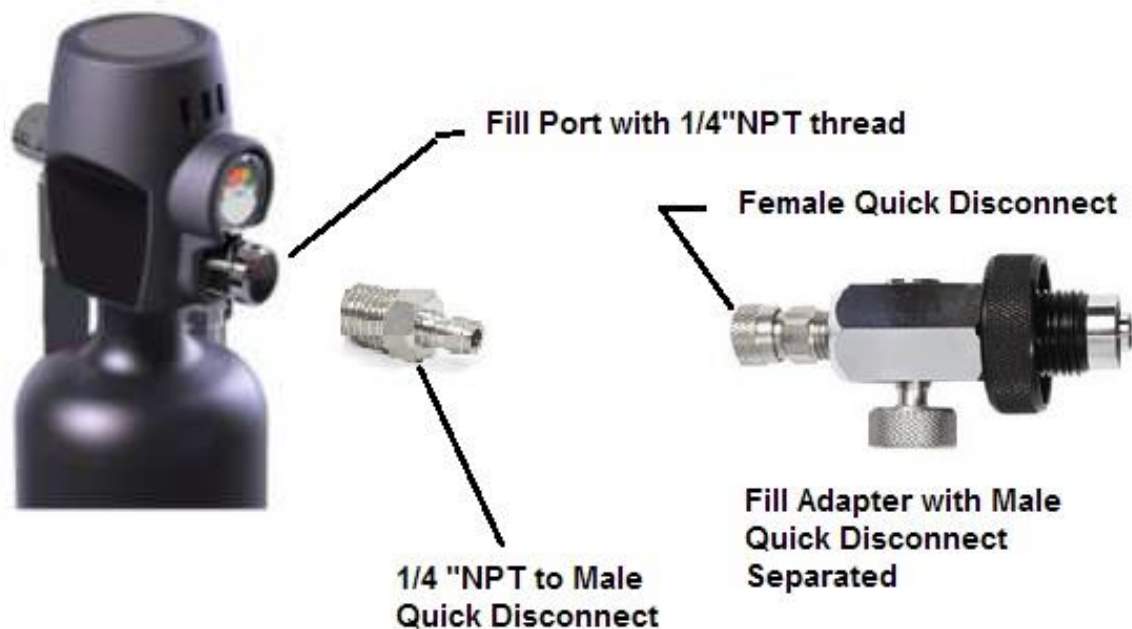 Fill Port with 1/4"NPT thread
Female Quick Disconnect
Fill Adapter with Male
Quick Disconnect
Separated
1/4 "NPT to Male
Quick Disconnect